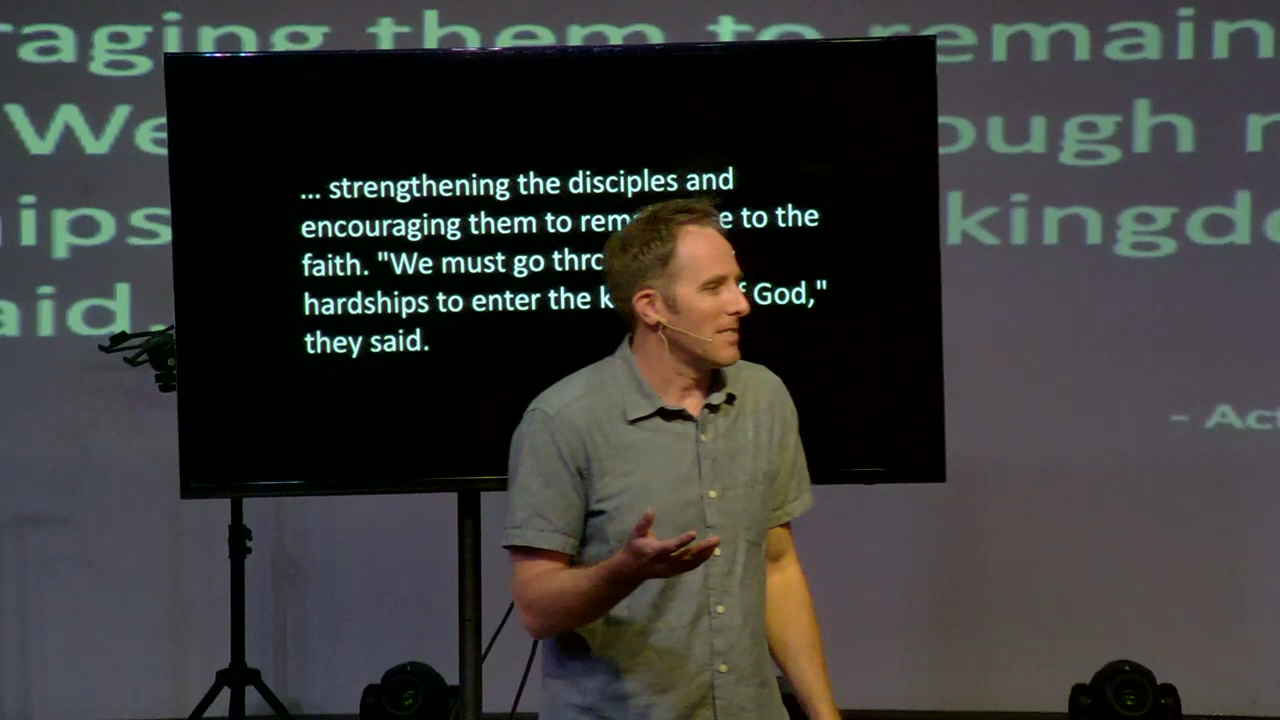 raging them to remain
We ough
hips kingd
aid.
- Act
... strengthening the disciples and
encouraging them to rem e to the
faith. "We must go thro
hardships to enter the k f God,"
they said.